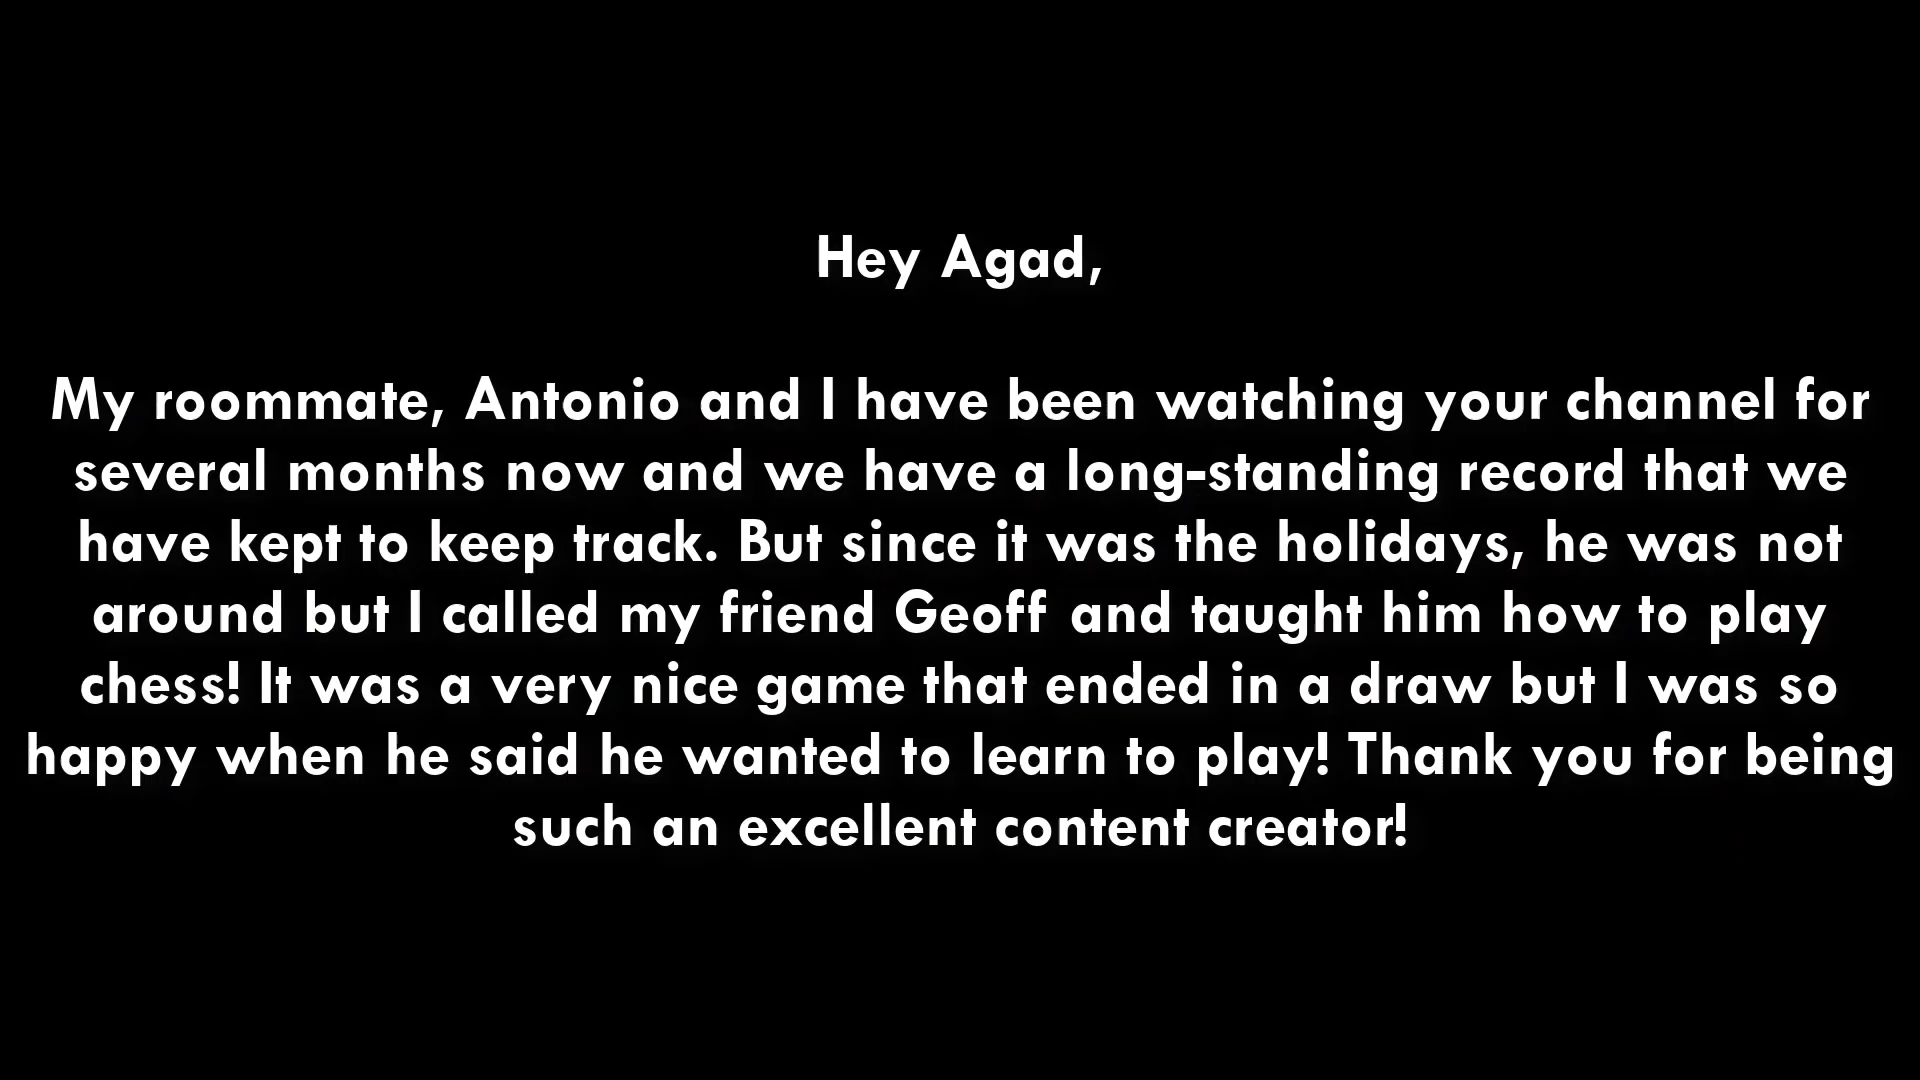 Hey Agad,
My roommate, Antonio and I have been watching your channel for
several months now and we have a long-standing record that we
have kept to keep track. But since it was the holidays, he was not
around but I called my friend Geoff and taught him how to play
chess! It was a very nice game that ended in a draw but I was so
happy when he said he wanted to learn to play! Thank you for being
such an excellent content creator!